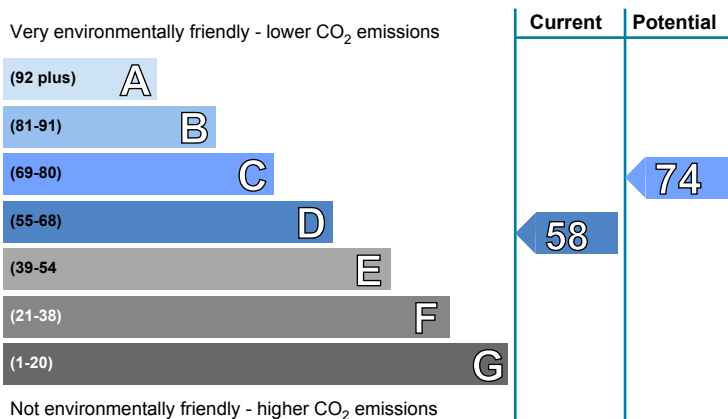 Current Potential
Very environmentally friendly - lower CO2 emissions
(92 plus) A
(81-91) B
(69-80) C
74
(55-68) D
58
(39-54 E
(21-38) F
(1-20) G
Not environmentally friendly - higher CO2 emissions